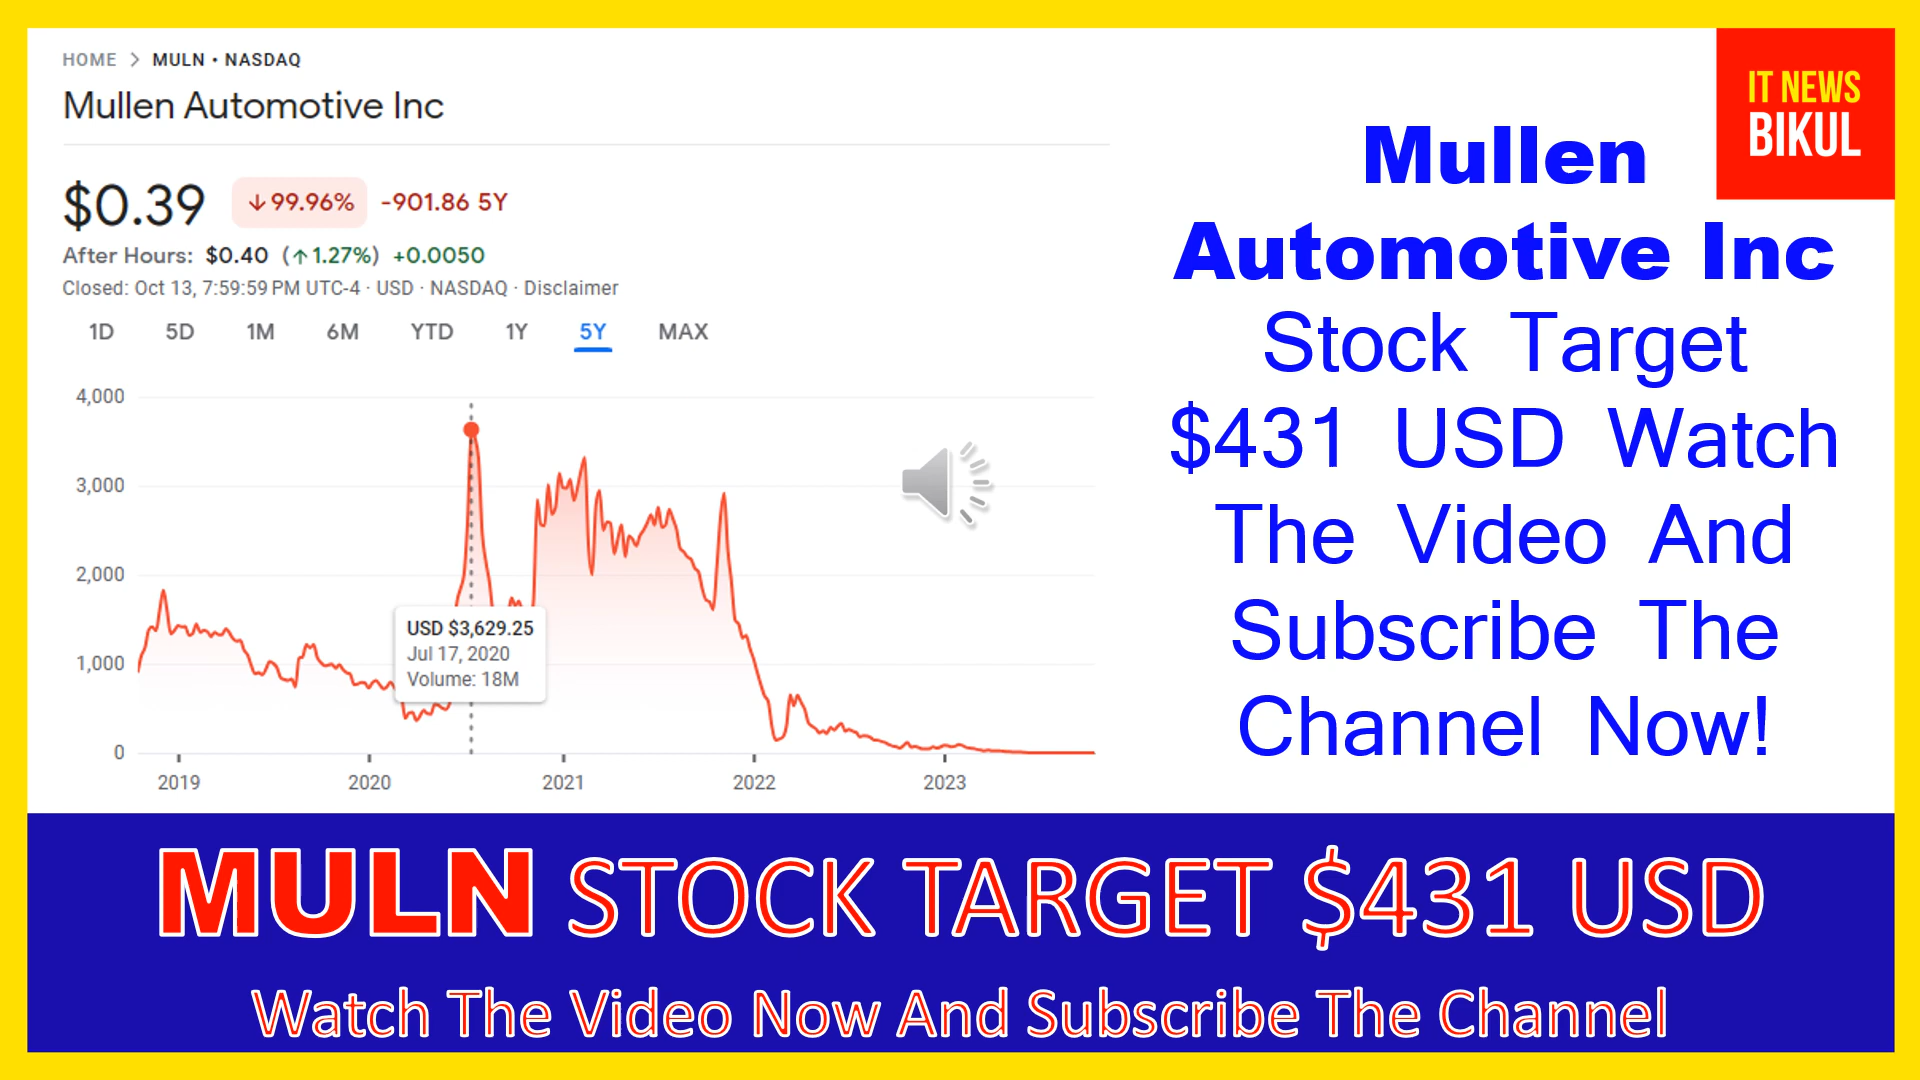 HOME > MULN • NASDAQ
Mullen Automotive Inc
$0.39 ↓99.96% -901.86 5Y
After Hours: $0.40 (↑1.27%) +0.0050
Closed: Oct 13, 7:59:59 PM UTC-4 · USD · NASDAQ · Disclaimer
1D 5D 1M 6M YTD 1Y 5Y MAX
4,000
3,000
2,000
1,000
0
USD $3,629.25
Jul 17, 2020
Volume: 18M
2019 2020 2021 2022 2023
IT NEWS
BIKUL
Mullen
Automotive Inc
Stock Target
$431 USD Watch
The Video And
Subscribe The
Channel Now!
MULN STOCK TARGET $431 USD
Watch The Video Now And Subscribe The Channel